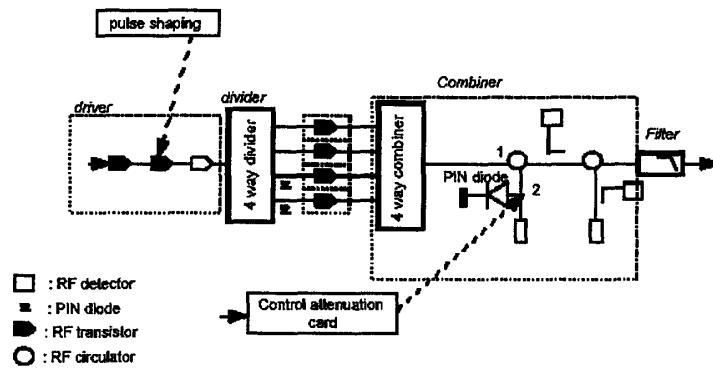 pulse shaping
driver
divider
Combiner
Filter
4 way divider
4 way combiner
1
PIN diode
2
Control attenuation
card
: RF detector
: PIN diode
: RF transistor
: RF circulator